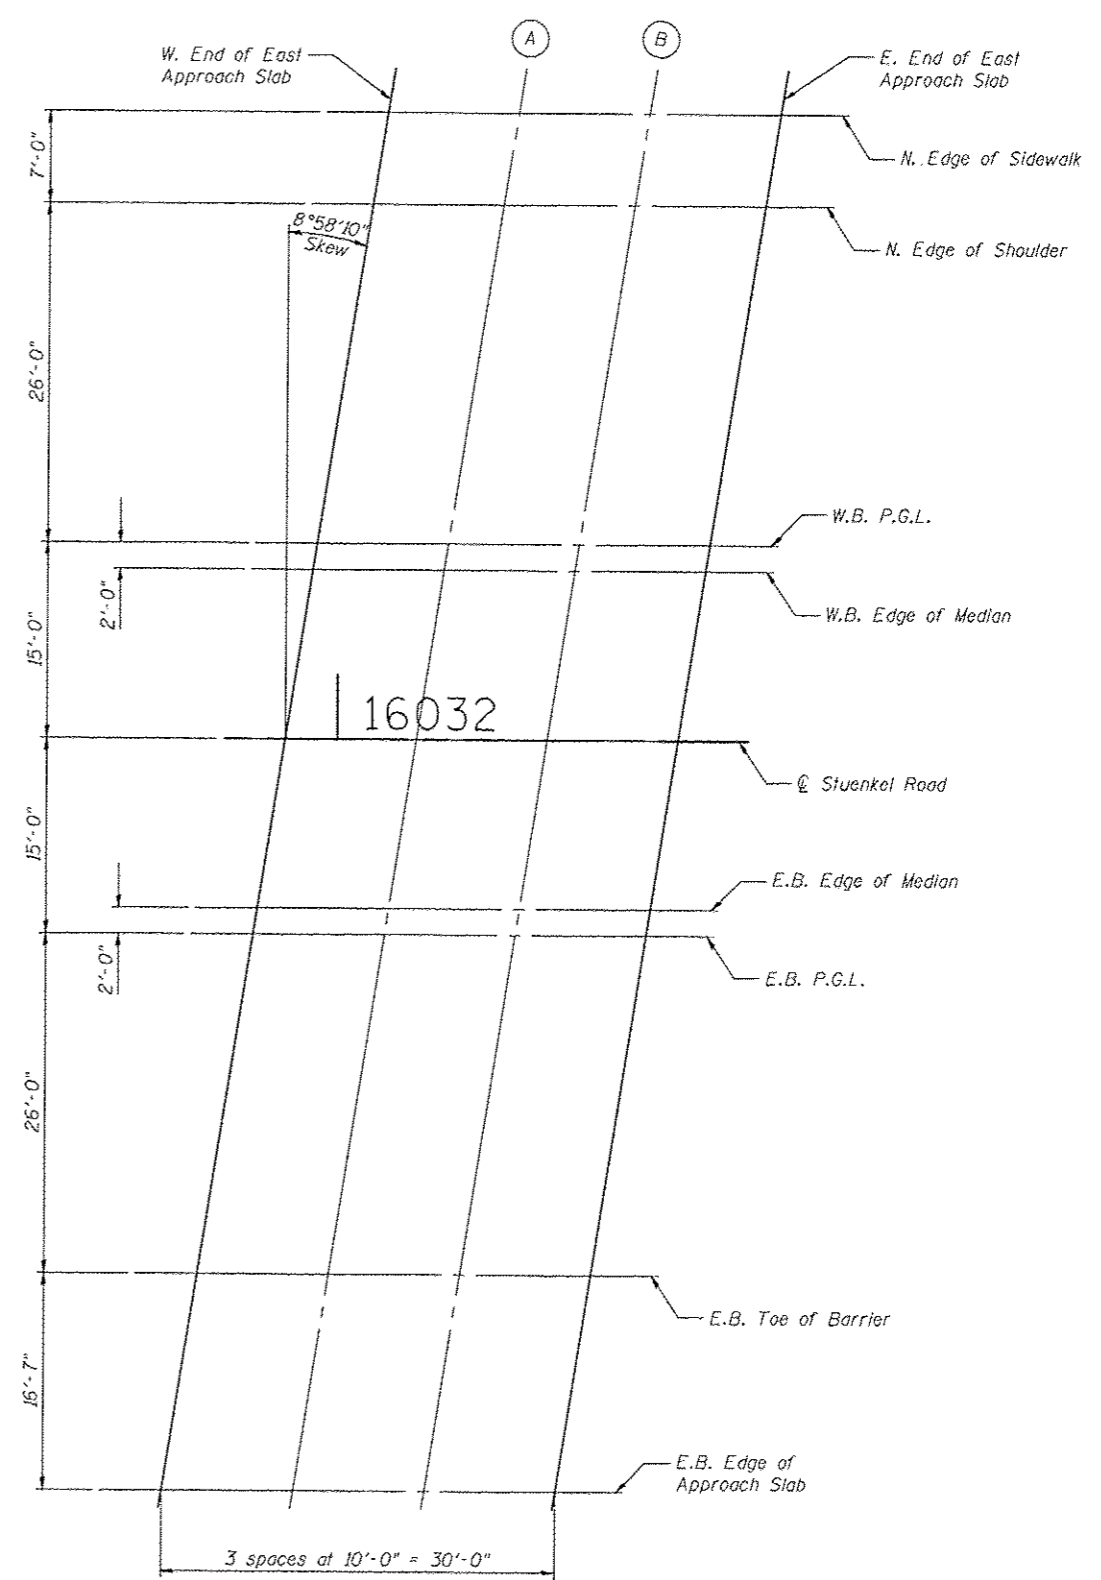 A
B
W. End of East
Approach Slab
E. End of East
Approach Slab
7'-0"
N. Edge of Sidewalk
8°58'10"
Skew
N. Edge of Shoulder
26'-0"
W.B. P.G.L.
2'-0"
W.B. Edge of Median
15'-0"
16032
℄ Stuenkel Road
15'-0"
E.B. Edge of Median
2'-0"
E.B. P.G.L.
26'-0"
E.B. Toe of Barrier
16'-7"
E.B. Edge of
Approach Slab
3 spaces at 10'-0" = 30'-0"